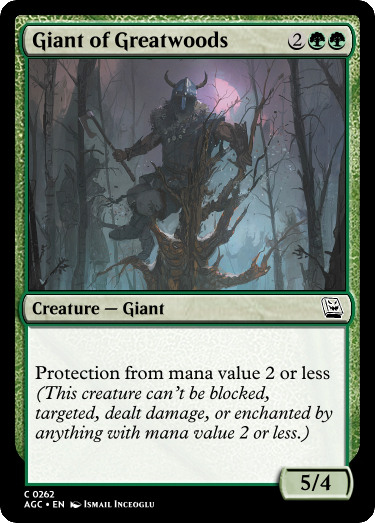 Giant of Greatwoods 2
Creature — Giant
Protection from mana value 2 or less
(This creature can't be blocked,
targeted, dealt damage, or enchanted by
anything with mana value 2 or less.)
5/4
C 0262
AGC • EN Ismail Inceoglu